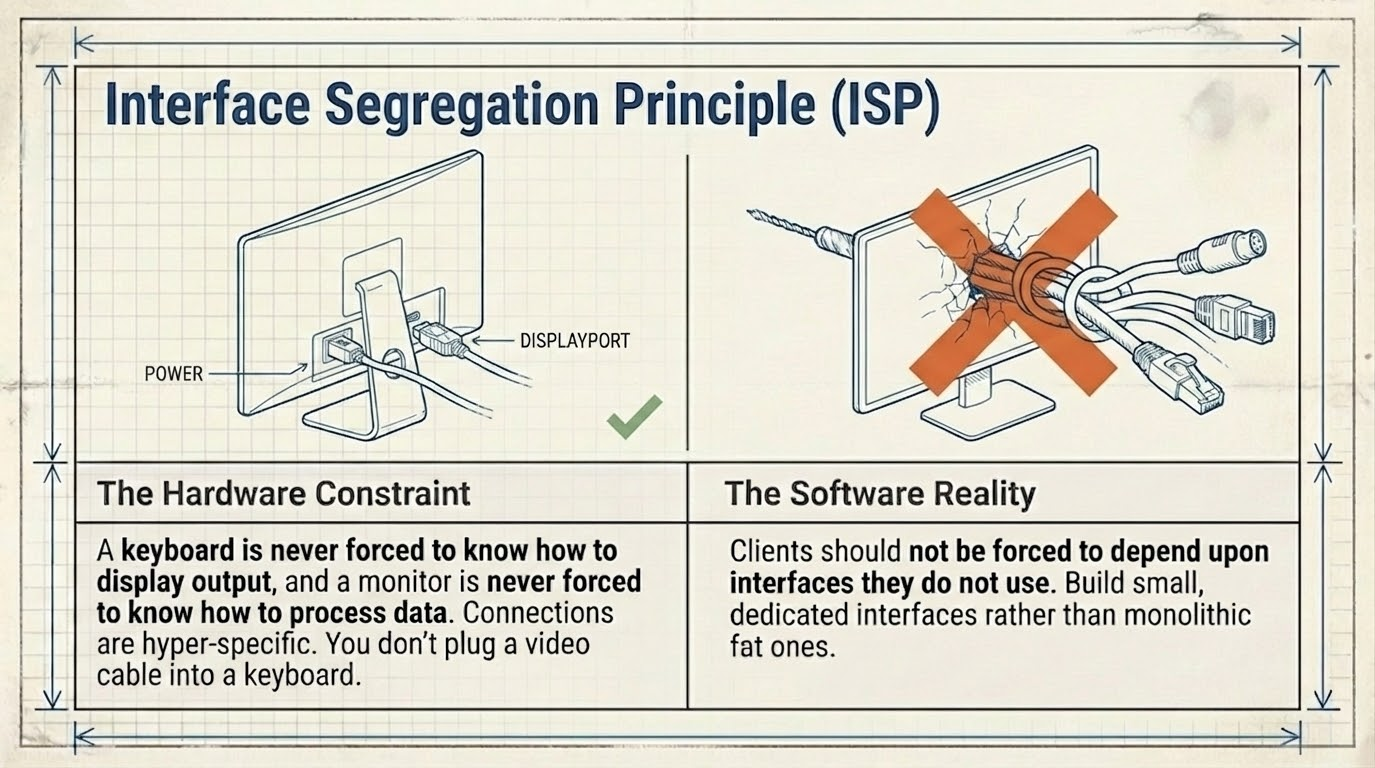 Interface Segregation Principle (ISP)
POWER
DISPLAYPORT
The Hardware Constraint
A keyboard is never forced to know how to
display output, and a monitor is never forced
to know how to process data. Connections
are hyper-specific. You don’t plug a video
cable into a keyboard.
The Software Reality
Clients should not be forced to depend upon
interfaces they do not use. Build small,
dedicated interfaces rather than monolithic
fat ones.